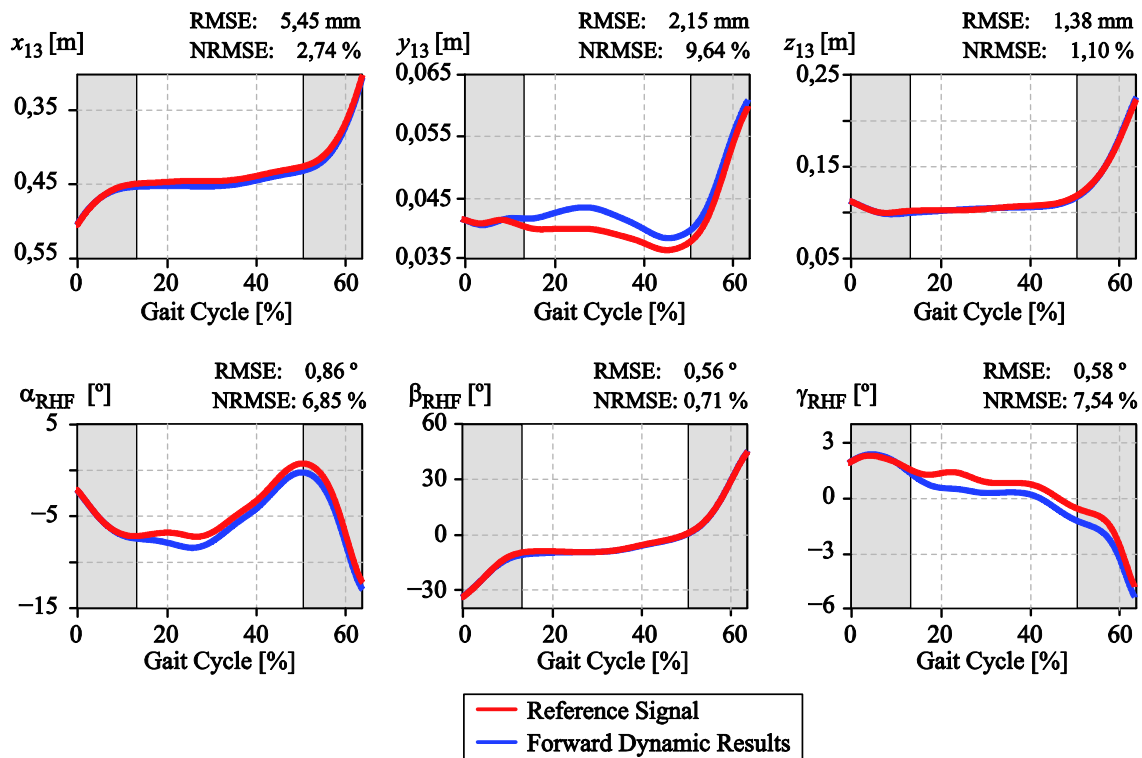 RMSE: 5,45 mm
NRMSE: 2,74 %
x13 [m]
0,35
0,45
0,55
0 20 40 60
Gait Cycle [%]
RMSE: 2,15 mm
NRMSE: 9,64 %
y13 [m]
0,065
0,055
0,045
0,035
0 20 40 60
Gait Cycle [%]
RMSE: 1,38 mm
NRMSE: 1,10 %
z13 [m]
0,25
0,15
0,05
0 20 40 60
Gait Cycle [%]
RMSE: 0,86 º
NRMSE: 6,85 %
αRHF [º]
5
−5
−15
0 20 40 60
Gait Cycle [%]
RMSE: 0,56 º
NRMSE: 0,71 %
βRHF [º]
60
30
0
−30
0 20 40 60
Gait Cycle [%]
RMSE: 0,58 º
NRMSE: 7,54 %
γRHF [º]
3
0
−3
−6
0 20 40 60
Gait Cycle [%]
Reference Signal
Forward Dynamic Results